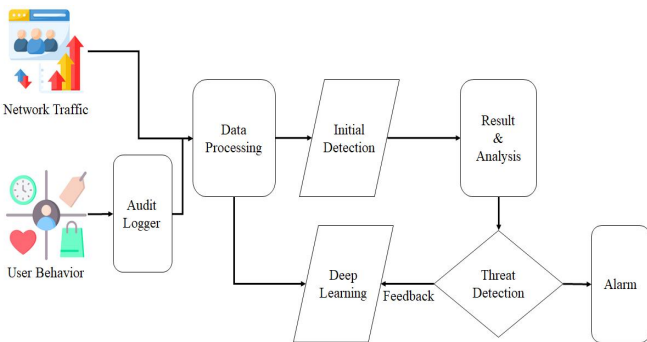 Network Traffic
User Behavior
Audit
Logger
Data
Processing
Initial
Detection
Result
&
Analysis
Deep
Learning
Feedback
Threat
Detection
Alarm